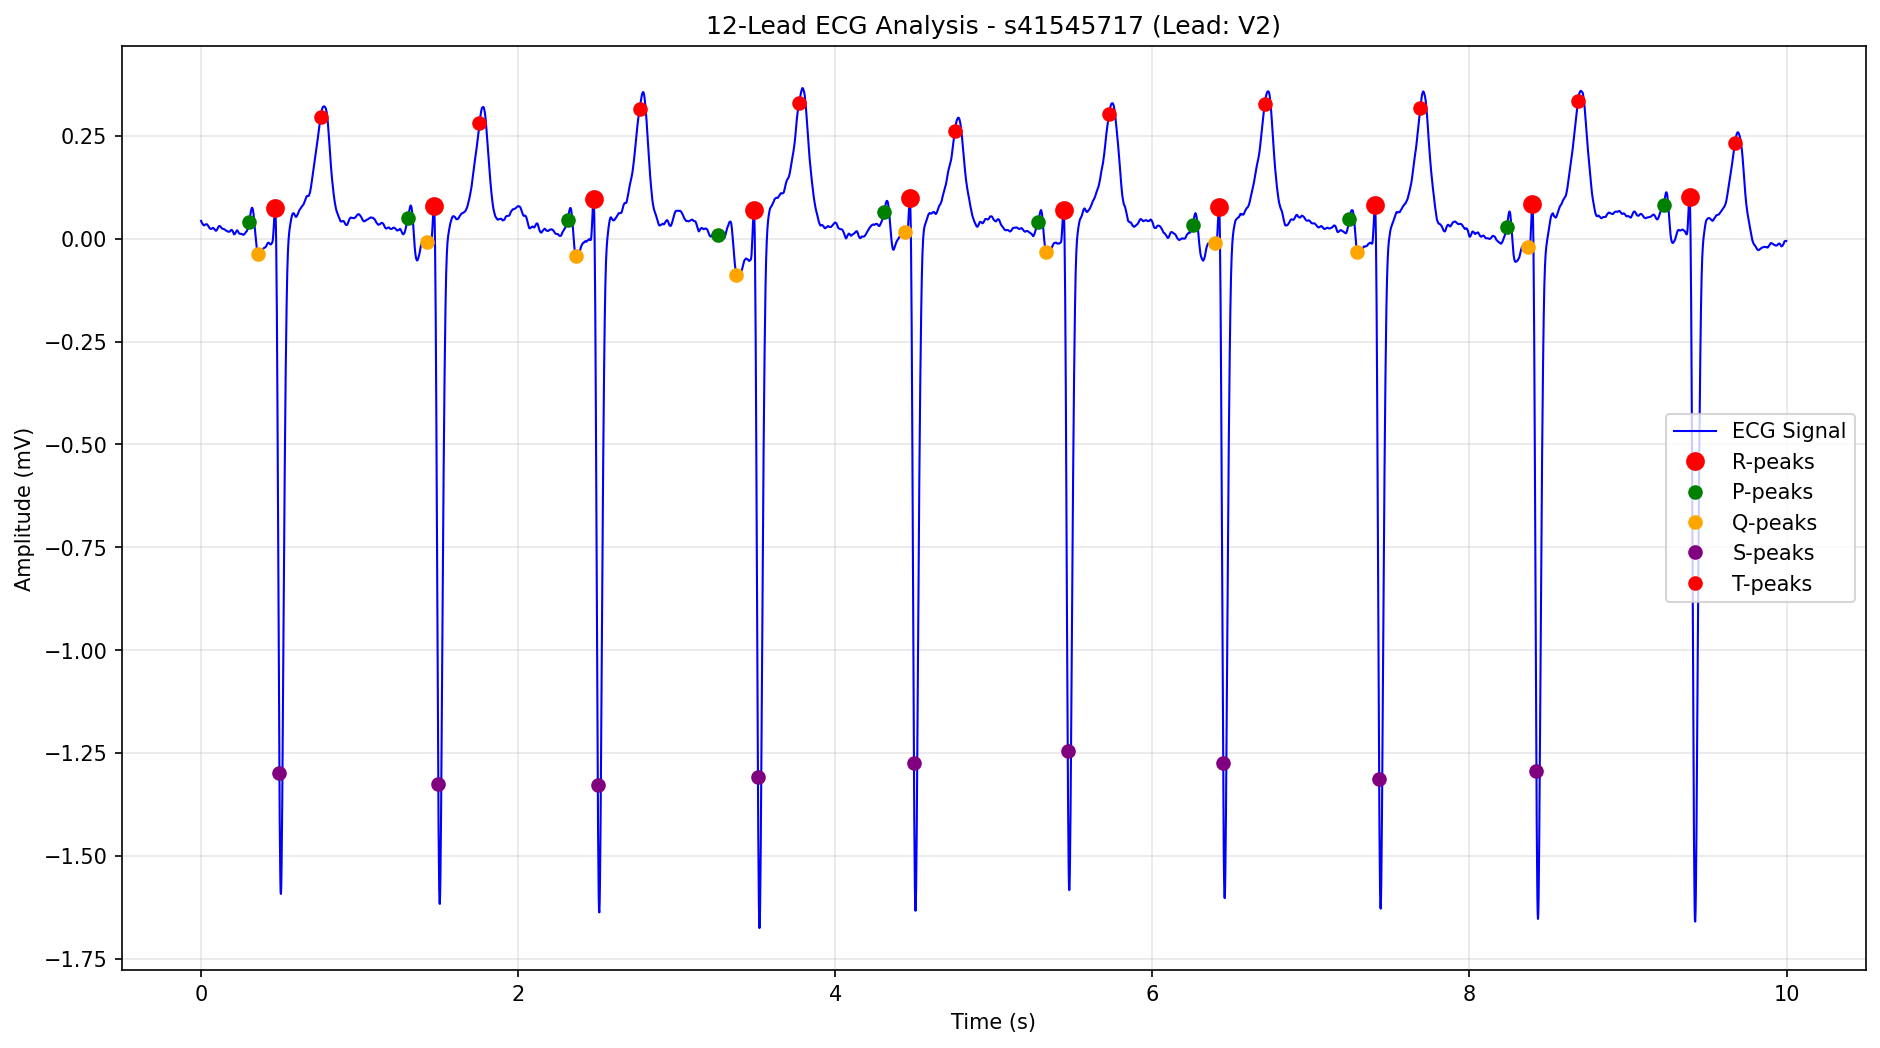 12-Lead ECG Analysis - s41545717 (Lead: V2)
Amplitude (mV)
0.25
0.00
−0.25
−0.50
−0.75
−1.00
−1.25
−1.50
−1.75
ECG Signal
R-peaks
P-peaks
Q-peaks
S-peaks
T-peaks
0 2 4 6 8 10
Time (s)